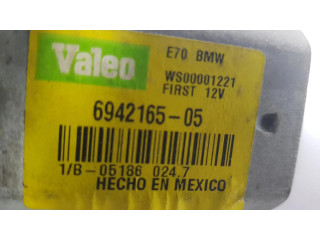 Valeo
E70 BMW
WS00001221
FIRST 12V
6942165-05
1/B-05186 024.7
HECHO EN MEXICO